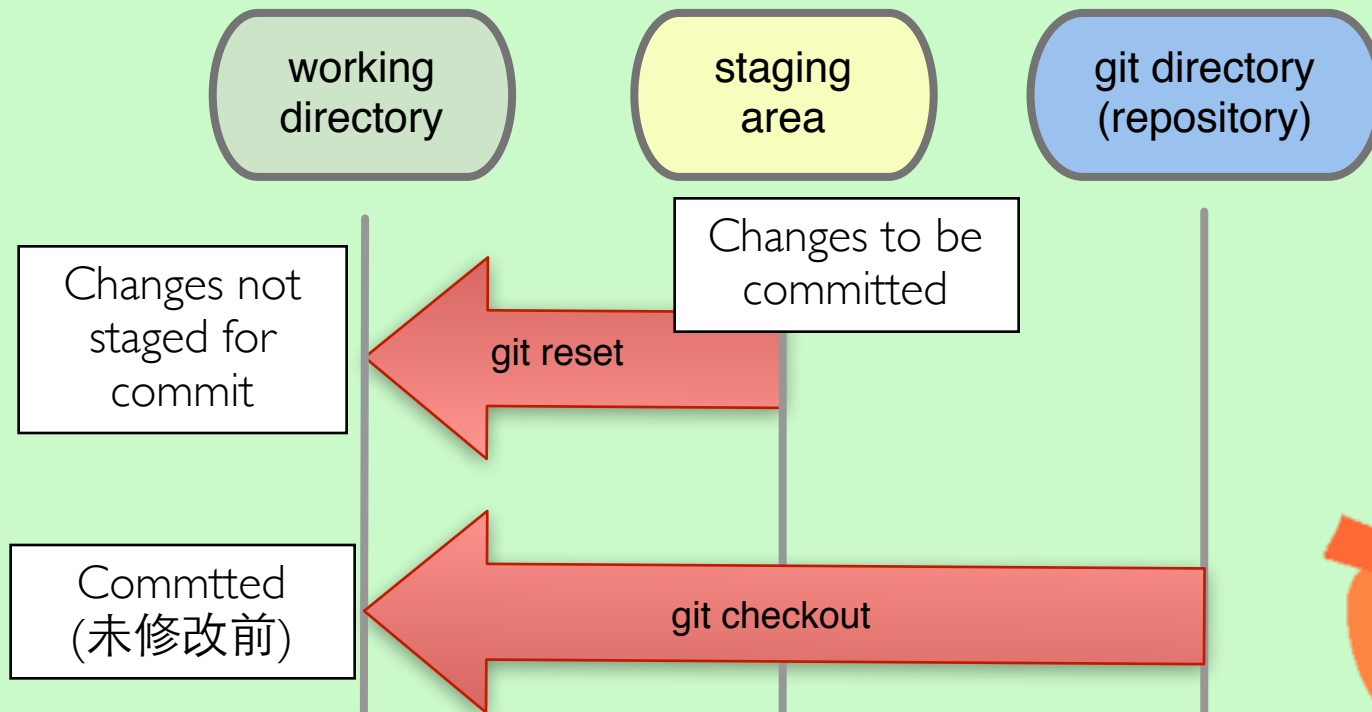 working
directory
staging
area
git directory
(repository)
Changes to be
committed
Changes not
staged for
commit
git reset
Commtted
(未修改前)
git checkout